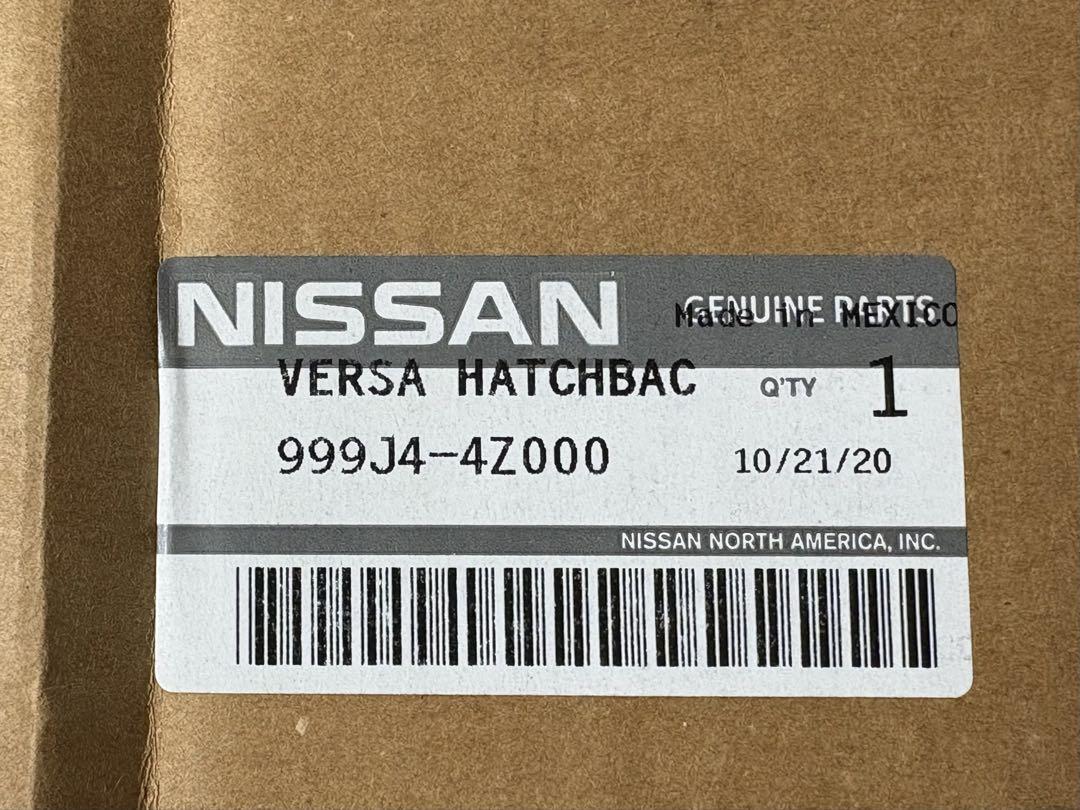 NISSAN GENUINE PARTS
Made in MEXICO
VERSA HATCHBAC Q'TY 1
999J4-4Z000 10/21/20
NISSAN NORTH AMERICA, INC.